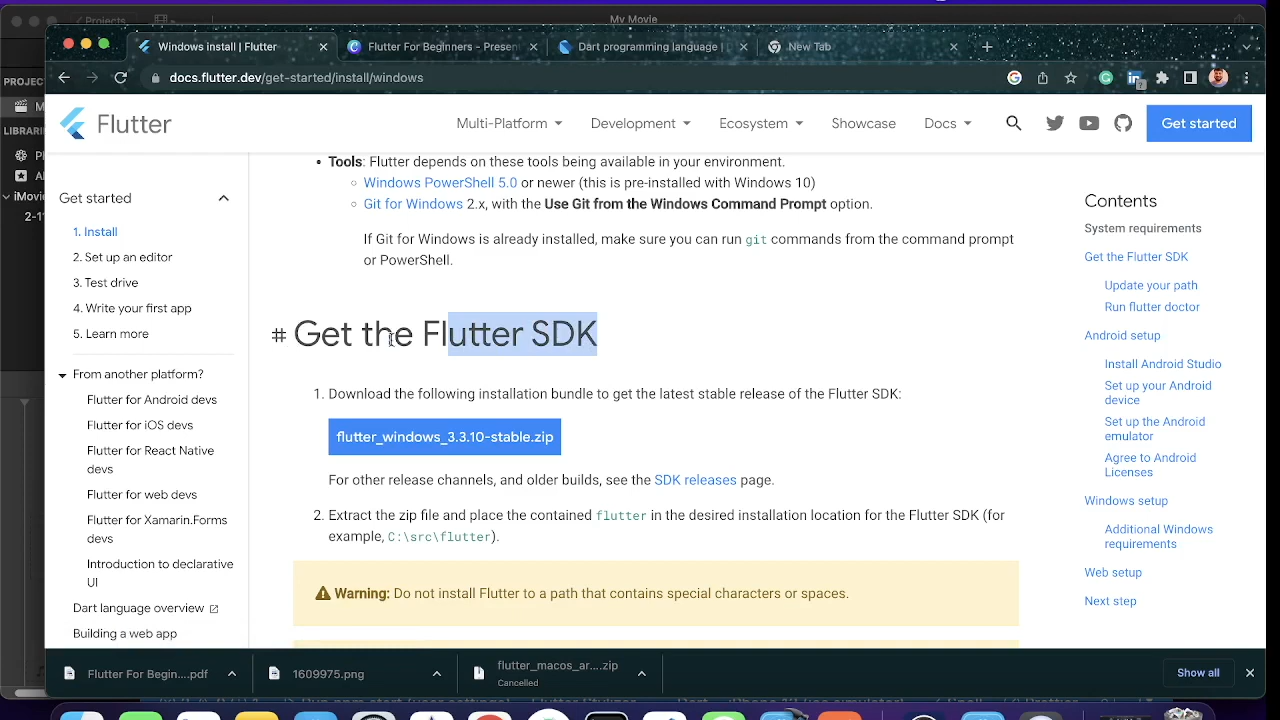 Projects
My Movie
Windows install | Flutter
Flutter For Beginners - Presen
Dart programming language |
New Tab
docs.flutter.dev/get-started/install/windows
PROJEC
M
LIBRARI
iMovie
2-1
Flutter
Multi-Platform
Development
Ecosystem
Showcase
Docs
Get started
Get started
1. Install
2. Set up an editor
3. Test drive
4. Write your first app
5. Learn more
From another platform?
Flutter for Android devs
Flutter for iOS devs
Flutter for React Native
devs
Flutter for web devs
Flutter for Xamarin.Forms
devs
Introduction to declarative
UI
Dart language overview
Building a web app
• Tools: Flutter depends on these tools being available in your environment.
Windows PowerShell 5.0 or newer (this is pre-installed with Windows 10)
Git for Windows 2.x, with the Use Git from the Windows Command Prompt option.
If Git for Windows is already installed, make sure you can run git commands from the command prompt
or PowerShell.
# Get the Flutter SDK
1. Download the following installation bundle to get the latest stable release of the Flutter SDK:
flutter_windows_3.3.10-stable.zip
For other release channels, and older builds, see the SDK releases page.
2. Extract the zip file and place the contained flutter in the desired installation location for the Flutter SDK (for
example, C:\src\flutter).
Warning: Do not install Flutter to a path that contains special characters or spaces.
Contents
System requirements
Get the Flutter SDK
Update your path
Run flutter doctor
Android setup
Install Android Studio
Set up your Android
device
Set up the Android
emulator
Agree to Android
Licenses
Windows setup
Additional Windows
requirements
Web setup
Next step
Flutter For Begin....pdf
1609975.png
flutter_macos_ar....zip
Cancelled
Show all